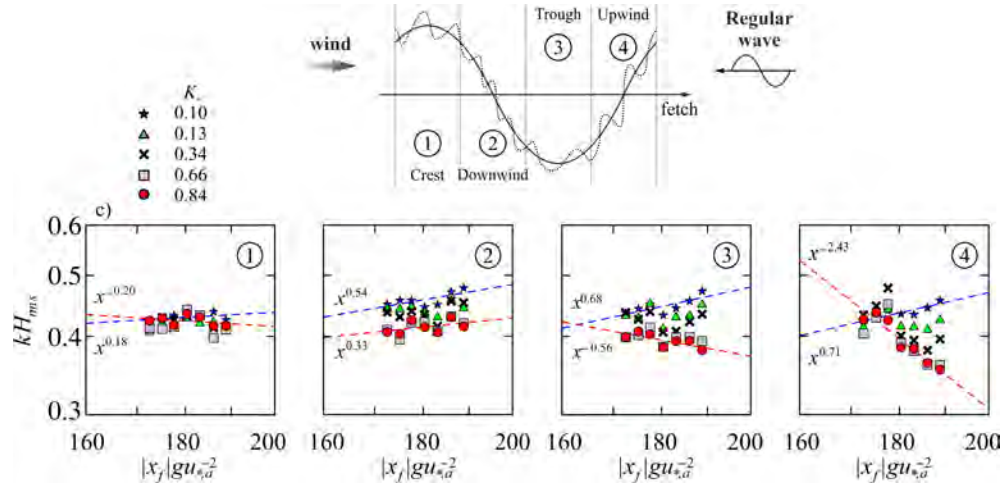 Trough Upwind
Regular
wave
wind
③ ④
K_r
0.10
0.13
0.34
0.66
0.84
fetch
① ②
Crest Downwind
c)
kH_ms
0.6
0.5
0.4
0.3
①
x^-0.20
x^0.18
160 180 200
|x_f|gu_*,a^-2
②
x^0.54
x^0.33
160 180 200
|x_f|gu_*,a^-2
③
x^0.68
x^-0.56
160 180 200
|x_f|gu_*,a^-2
④
x^-2.43
x^0.71
160 180 200
|x_f|gu_*,a^-2